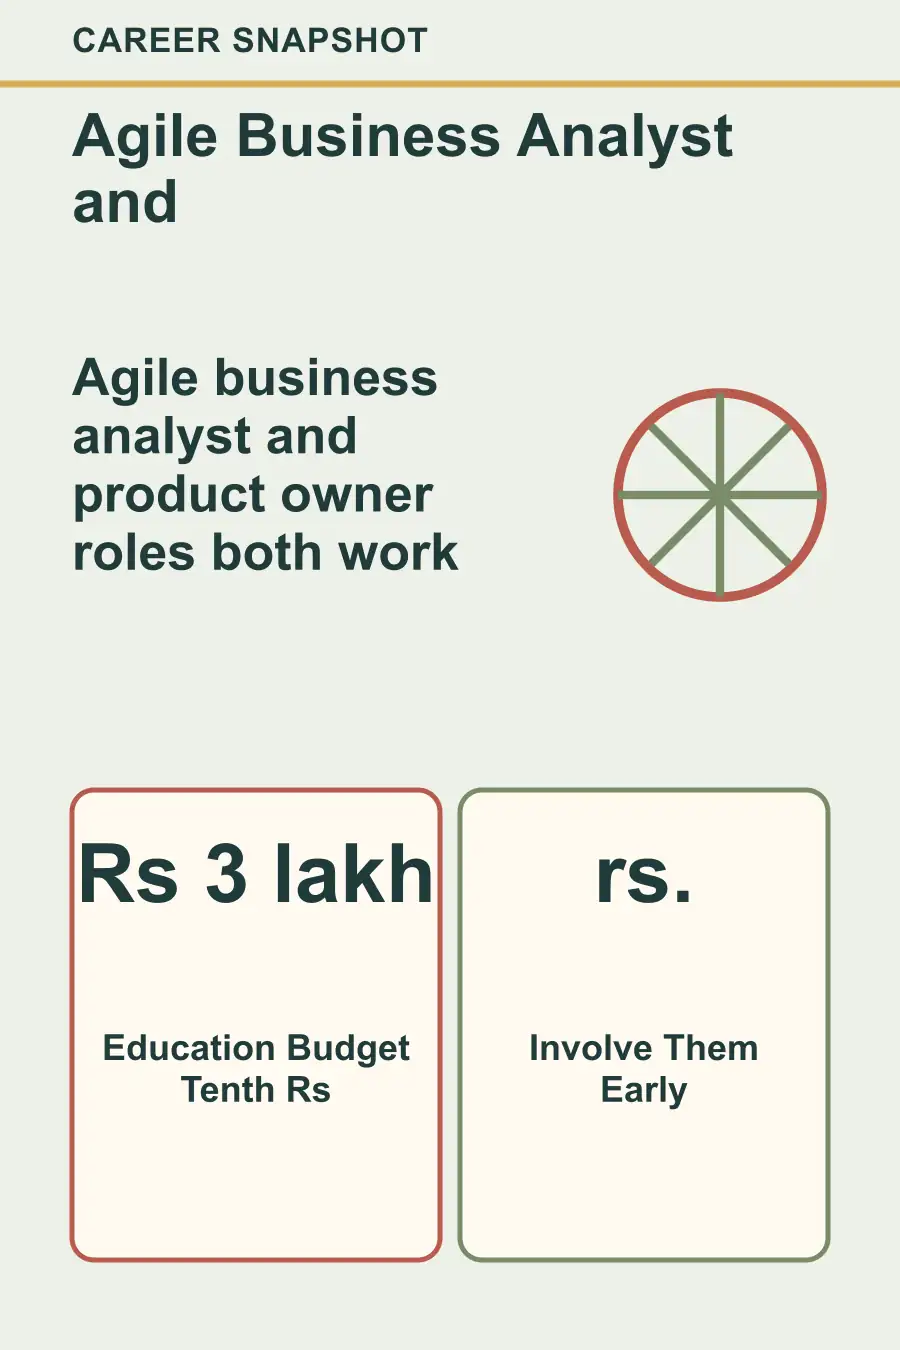 CAREER SNAPSHOT
Agile Business Analyst
and
Agile business
analyst and
product owner
roles both work
Rs 3 lakh
Education Budget
Tenth Rs
rs.
Involve Them
Early